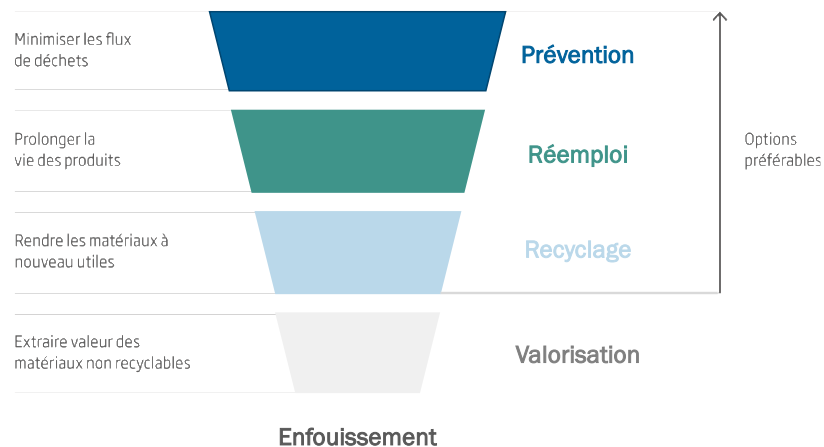 Minimiser les flux
de déchets
Prévention
Prolonger la
vie des produits
Réemploi
Options
préférables
Rendre les matériaux à
nouveau utiles
Recyclage
Extraire valeur des
matériaux non recyclables
Valorisation
Enfouissement